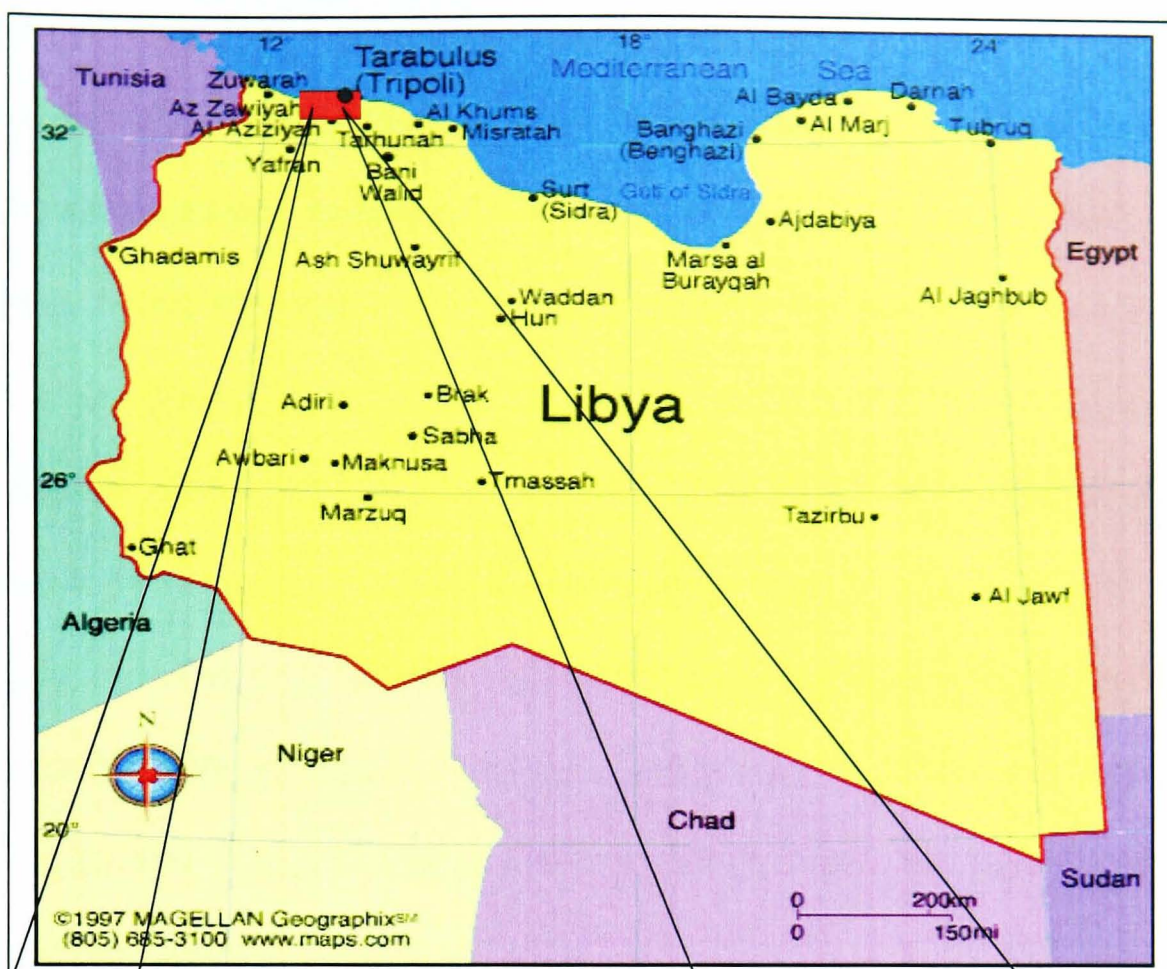 12°
18°
24°
Tunisia
Zuwarah
Tarabulus
(Tripoli)
Mediterranean Sea
Az Zawiyah
Al 'Aziziyah
Al Khums
Misratah
Tarhunah
Yafran
Bani
Walid
32°
Al Bayda
Darnah
Al Marj
Banghazi
(Benghazi)
Tubruq
Surt
(Sidra)
Gulf of Sidra
Ajdabiya
Egypt
Ghadamis
Ash Shuwayrif
Marsa al
Burayqah
Al Jaghbub
Waddan
Hun
Adiri
Brak
Libya
Sabha
Awbari
Maknusa
Tmassah
26°
Marzuq
Tazirbu
Ghat
Al Jawf
Algeria
N
Niger
Chad
20°
Sudan
©1997 MAGELLAN Geographix℠
(805) 685-3100 www.maps.com
0 200km
0 150mi